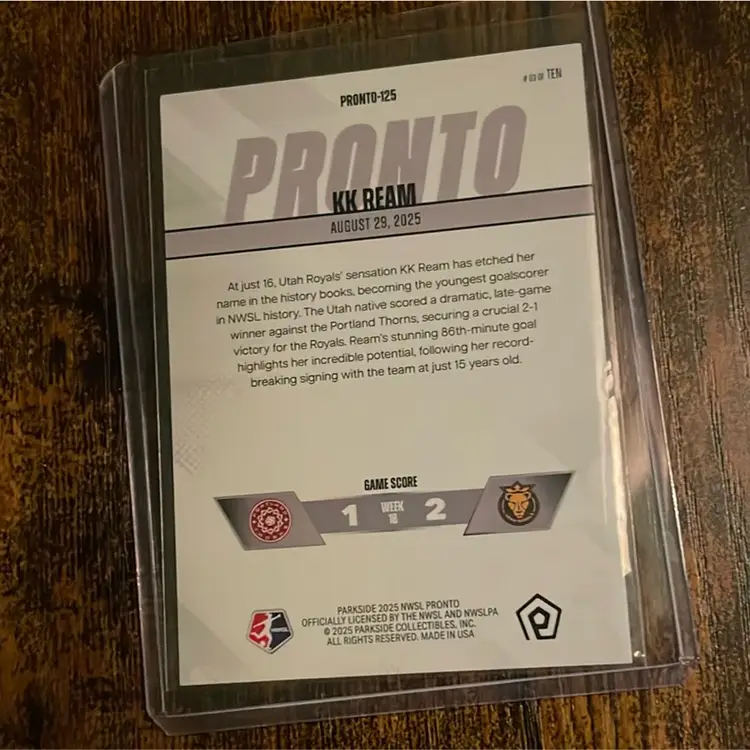 PRONTO-125
# 03 OF TEN
PRONTO
KK REAM
AUGUST 29, 2025
At just 16, Utah Royals' sensation KK Ream has etched her
name in the history books, becoming the youngest goalscorer
in NWSL history. The Utah native scored a dramatic, late-game
winner against the Portland Thorns, securing a crucial 2-1
victory for the Royals. Ream's stunning 86th-minute goal
highlights her incredible potential, following her record-
breaking signing with the team at just 15 years old.
GAME SCORE
1 WEEK 2
18
PARKSIDE 2025 NWSL PRONTO
OFFICIALLY LICENSED BY THE NWSL AND NWSLPA
© 2025 PARKSIDE COLLECTIBLES, INC.
ALL RIGHTS RESERVED. MADE IN USA